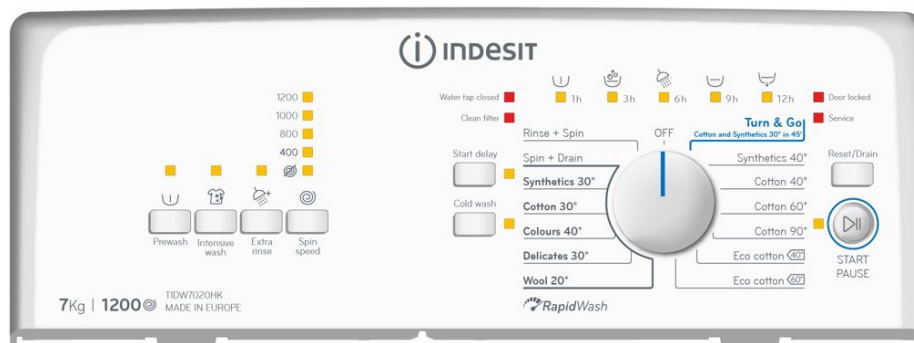 INDESIT
1200
1000
800
400
Prewash
Intensive
wash
Extra
rinse
Spin
speed
7Kg | 1200
TIDW7020HK
MADE IN EUROPE
Water tap closed
Clean filter
1h
3h
6h
9h
12h
Door locked
Service
Start delay
Cold wash
OFF
Rinse + Spin
Spin + Drain
Synthetics 30°
Cotton 30°
Colours 40°
Delicates 30°
Wool 20°
RapidWash
Turn & Go
Cotton and Synthetics 30° in 45'
Synthetics 40°
Cotton 40°
Cotton 60°
Cotton 90°
Eco cotton 40°
Eco cotton 60°
Reset/Drain
START
PAUSE